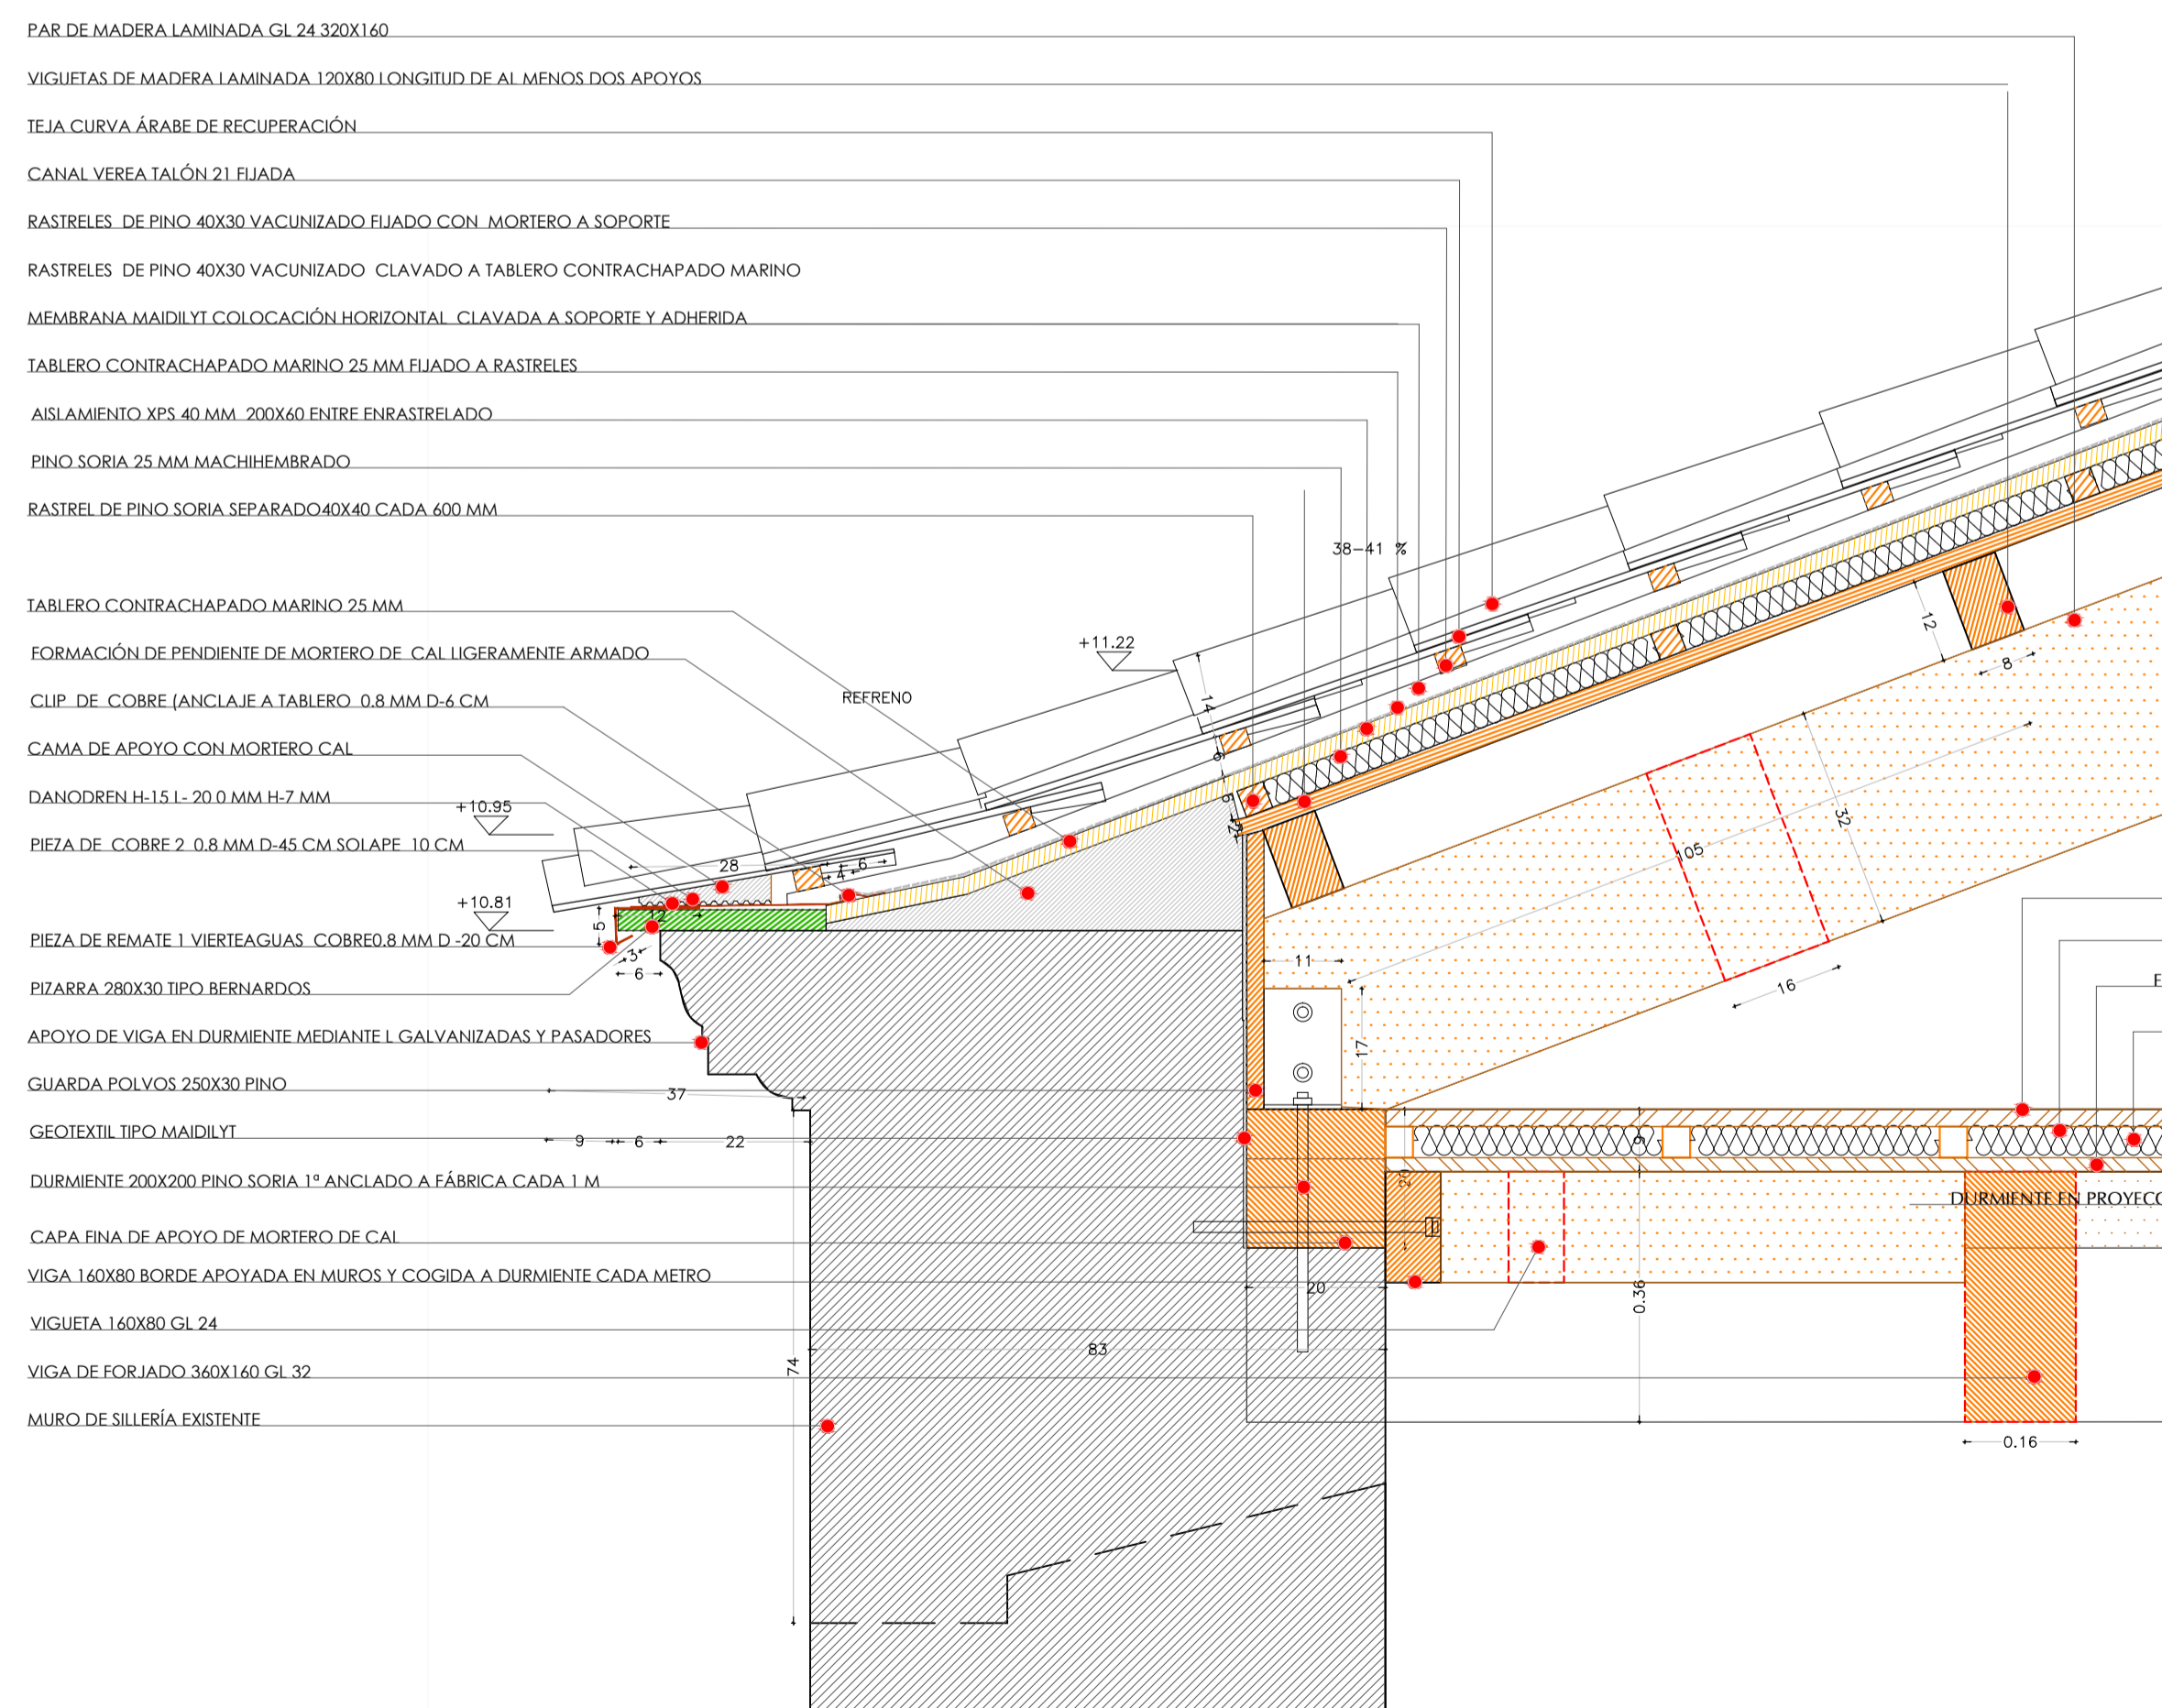 PAR DE MADERA LAMINADA GL 24 320X160
VIGUETAS DE MADERA LAMINADA 120X80 LONGITUD DE AL MENOS DOS APOYOS
TEJA CURVA ÁRABE DE RECUPERACIÓN
CANAL VEREA TALÓN 21 FIJADA
RASTRELES DE PINO 40X30 VACUNIZADO FIJADO CON MORTERO A SOPORTE
RASTRELES DE PINO 40X30 VACUNIZADO CLAVADO A TABLERO CONTRACHAPADO MARINO
MEMBRANA MAIDILYT COLOCACIÓN HORIZONTAL CLAVADA A SOPORTE Y ADHERIDA
TABLERO CONTRACHAPADO MARINO 25 MM FIJADO A RASTRELES
AISLAMIENTO XPS 40 MM 200X60 ENTRE ENRASTRELADO
PINO SORIA 25 MM MACHIHEMBRADO
RASTREL DE PINO SORIA SEPARADO40X40 CADA 600 MM
38-41 %
TABLERO CONTRACHAPADO MARINO 25 MM
FORMACIÓN DE PENDIENTE DE MORTERO DE CAL LIGERAMENTE ARMADO
+11.22
12
8
CLIP DE COBRE (ANCLAJE A TABLERO 0.8 MM D-6 CM
REFRENO
14
6
CAMA DE APOYO CON MORTERO CAL
DANODREN H-15 L- 20 0 MM H-7 MM
+10.95
6
2
32
PIEZA DE COBRE 2 0.8 MM D-45 CM SOLAPE 10 CM
28
4
6
105
+10.81
12
5
PIEZA DE REMATE 1 VIERTEAGUAS COBRE0.8 MM D -20 CM
3
6
11
16
PIZARRA 280X30 TIPO BERNARDOS
E
APOYO DE VIGA EN DURMIENTE MEDIANTE L GALVANIZADAS Y PASADORES
17
GUARDA POLVOS 250X30 PINO
37
GEOTEXTIL TIPO MAIDILYT
9
6
22
9
DURMIENTE 200X200 PINO SORIA 1ª ANCLADO A FÁBRICA CADA 1 M
20
DURMIENTE EN PROYECC
CAPA FINA DE APOYO DE MORTERO DE CAL
VIGA 160X80 BORDE APOYADA EN MUROS Y COGIDA A DURMIENTE CADA METRO
20
0.36
VIGUETA 160X80 GL 24
83
74
VIGA DE FORJADO 360X160 GL 32
MURO DE SILLERÍA EXISTENTE
0.16